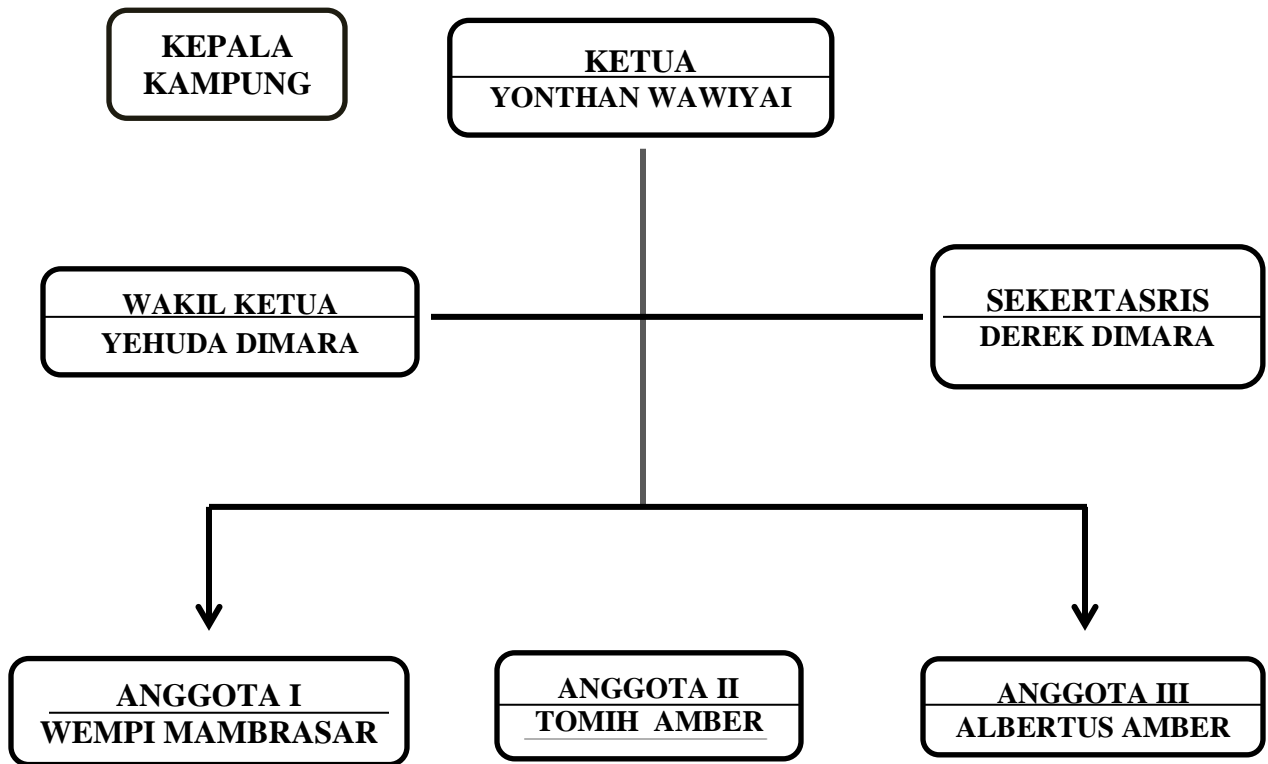 KEPALA
KAMPUNG
KETUA
YONTHAN WAWIYAI
WAKIL KETUA
YEHUDA DIMARA
SEKERTASRIS
DEREK DIMARA
ANGGOTA I
WEMPI MAMBRASAR
ANGGOTA II
TOMIH AMBER
ANGGOTA III
ALBERTUS AMBER